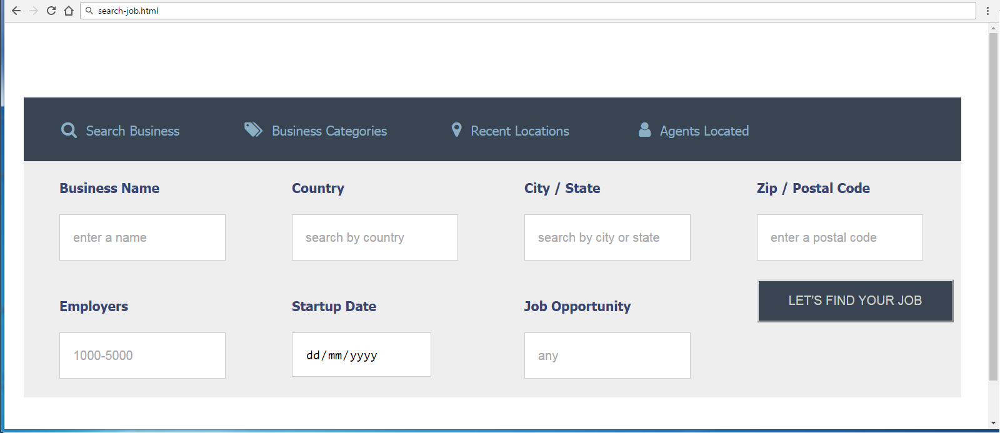 search-job.html
Search Business Business Categories Recent Locations Agents Located
Business Name Country City / State Zip / Postal Code
enter a name search by country search by city or state enter a postal code
LET'S FIND YOUR JOB
Employers Startup Date Job Opportunity
1000-5000 dd/mm/yyyy any